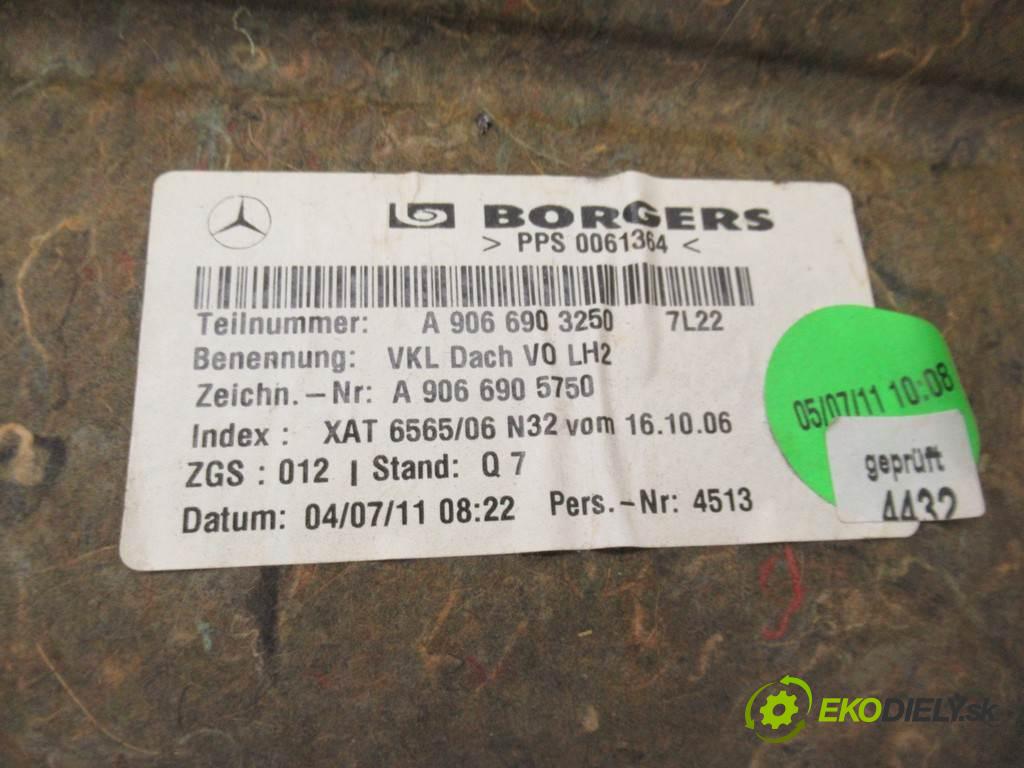 BORGERS
> PPS 0061364 <
Teilnummer: A 906 690 3250 7L22
Benennung: VKL Dach VO LH2
Zeichn.-Nr: A 906 690 5750
Index : XAT 6565/06 N32 vom 16.10.06
ZGS : 012 | Stand: Q 7
Datum: 04/07/11 08:22 Pers.-Nr: 4513
05/07/11 10:08
geprüft
4432
EKODIELY.sk